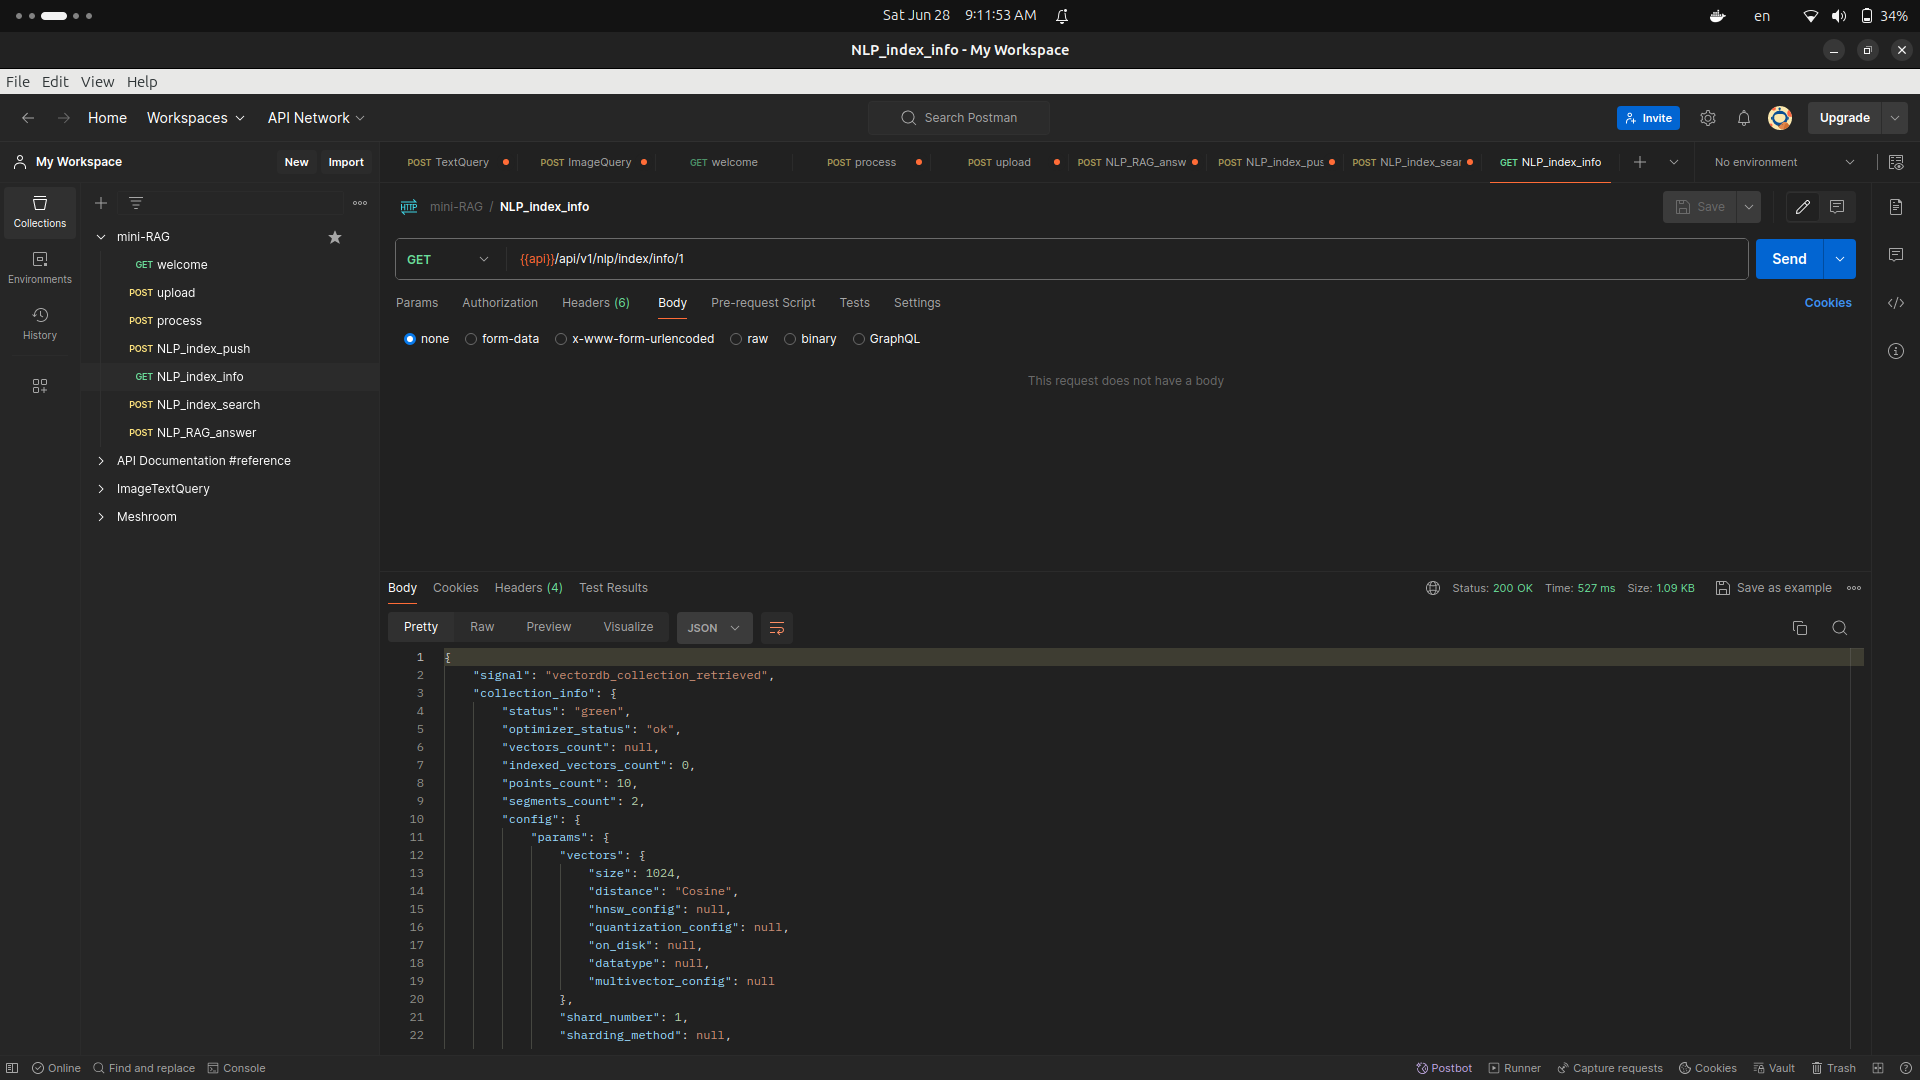 Sat Jun 28 9:11:53 AM
en
34%
NLP_index_info - My Workspace
File Edit View Help
Home Workspaces API Network
Search Postman
Invite
Upgrade
My Workspace
New Import
POST TextQuery
POST ImageQuery
GET welcome
POST process
POST upload
POST NLP_RAG_answ
POST NLP_index_pus
POST NLP_index_sear
GET NLP_index_info
No environment
Collections
Environments
History
mini-RAG
GET welcome
POST upload
POST process
POST NLP_index_push
GET NLP_index_info
POST NLP_index_search
POST NLP_RAG_answer
API Documentation #reference
ImageTextQuery
Meshroom
HTTP mini-RAG / NLP_index_info
Save
GET {{api}}/api/v1/nlp/index/info/1
Send
Params Authorization Headers (6) Body Pre-request Script Tests Settings
Cookies
none form-data x-www-form-urlencoded raw binary GraphQL
This request does not have a body
Body Cookies Headers (4) Test Results
Status: 200 OK Time: 527 ms Size: 1.09 KB Save as example
Pretty Raw Preview Visualize JSON
1 {
2 "signal": "vectordb_collection_retrieved",
3 "collection_info": {
4 "status": "green",
5 "optimizer_status": "ok",
6 "vectors_count": null,
7 "indexed_vectors_count": 0,
8 "points_count": 10,
9 "segments_count": 2,
10 "config": {
11 "params": {
12 "vectors": {
13 "size": 1024,
14 "distance": "Cosine",
15 "hnsw_config": null,
16 "quantization_config": null,
17 "on_disk": null,
18 "datatype": null,
19 "multivector_config": null
20 },
21 "shard_number": 1,
22 "sharding_method": null,
Online Find and replace Console
Postbot Runner Capture requests Cookies Vault Trash